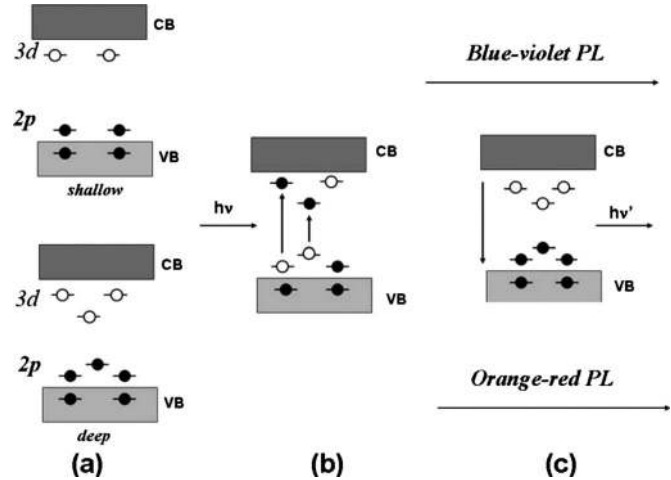 CB
3d
2p
VB
shallow
CB
3d
2p
VB
deep
(a)
hν
CB
VB
(b)
Blue-violet PL
CB
hν'
VB
Orange-red PL
(c)